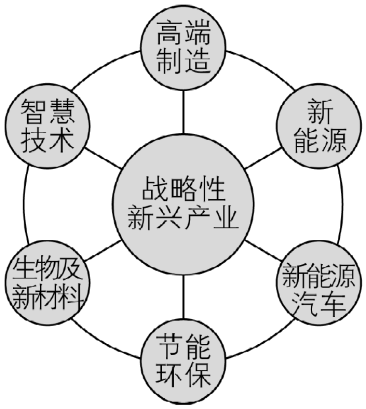 高端
制造
智慧
技术
新
能源
战略性
新兴产业
生物及
新材料
新能源
汽车
节能
环保